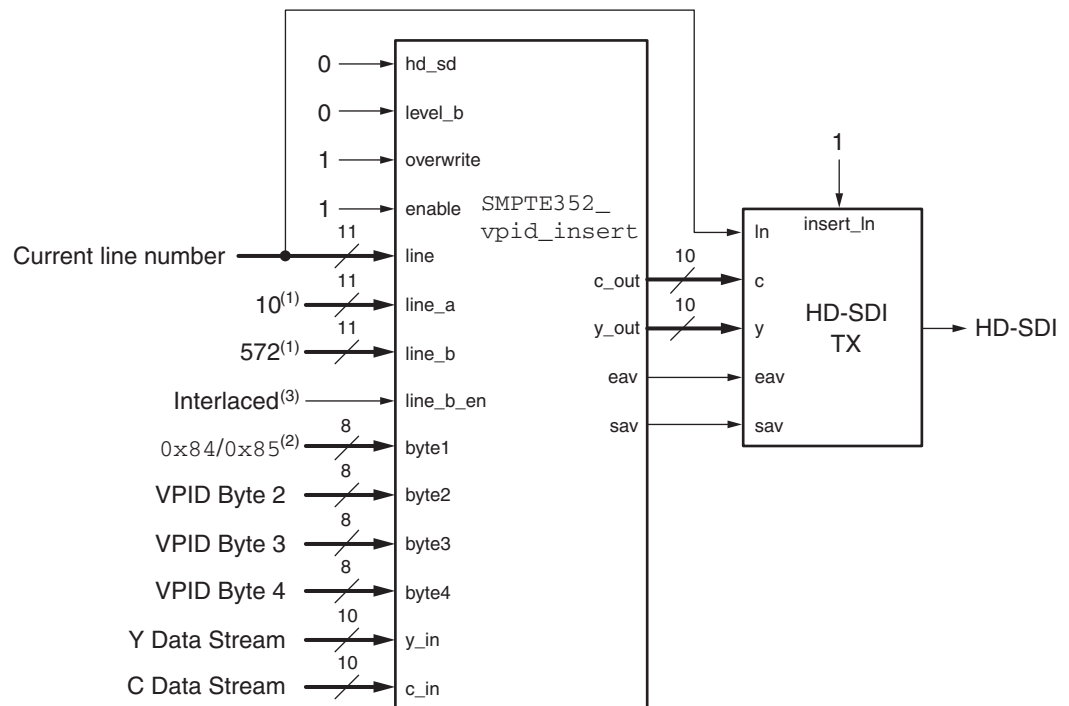 0
hd_sd
0
level_b
1
overwrite
1
enable
SMPTE352_
vpid_insert
Current line number
11
line
10(1)
11
line_a
572(1)
11
line_b
Interlaced(3)
line_b_en
0x84/0x85(2)
8
byte1
VPID Byte 2
8
byte2
VPID Byte 3
8
byte3
VPID Byte 4
8
byte4
Y Data Stream
10
y_in
C Data Stream
10
c_in
c_out
10
y_out
10
eav
sav
1
insert_ln
ln
c
y
eav
sav
HD-SDI
TX
HD-SDI